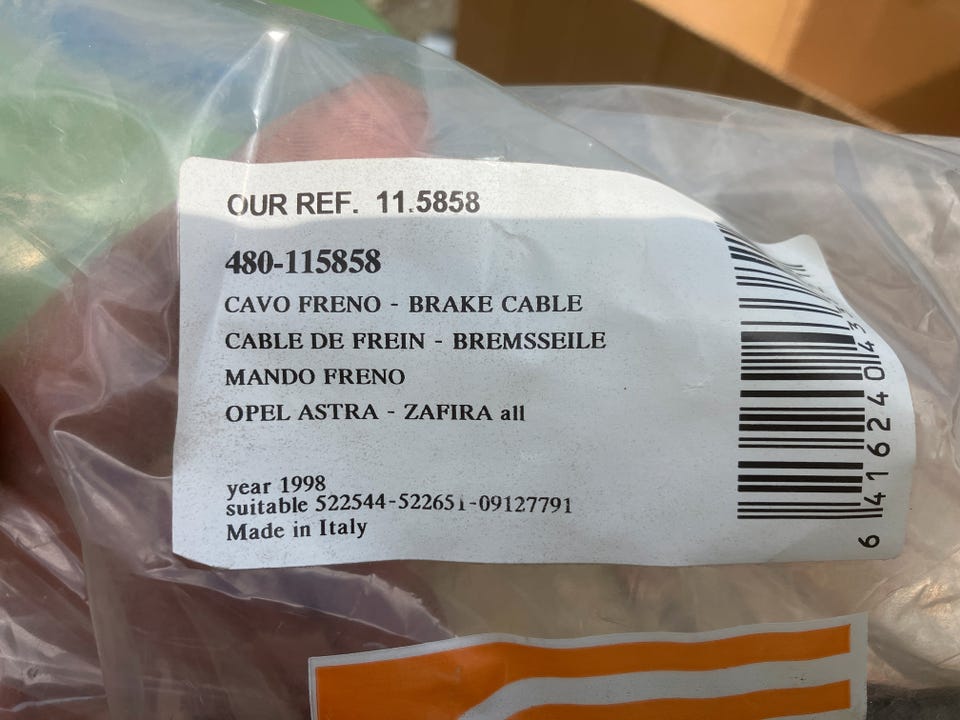 OUR REF. 11.5858
480-115858
CAVO FRENO - BRAKE CABLE
CABLE DE FREIN - BREMSSEILE
MANDO FRENO
OPEL ASTRA - ZAFIRA all
year 1998
suitable 522544-522651-09127791
Made in Italy